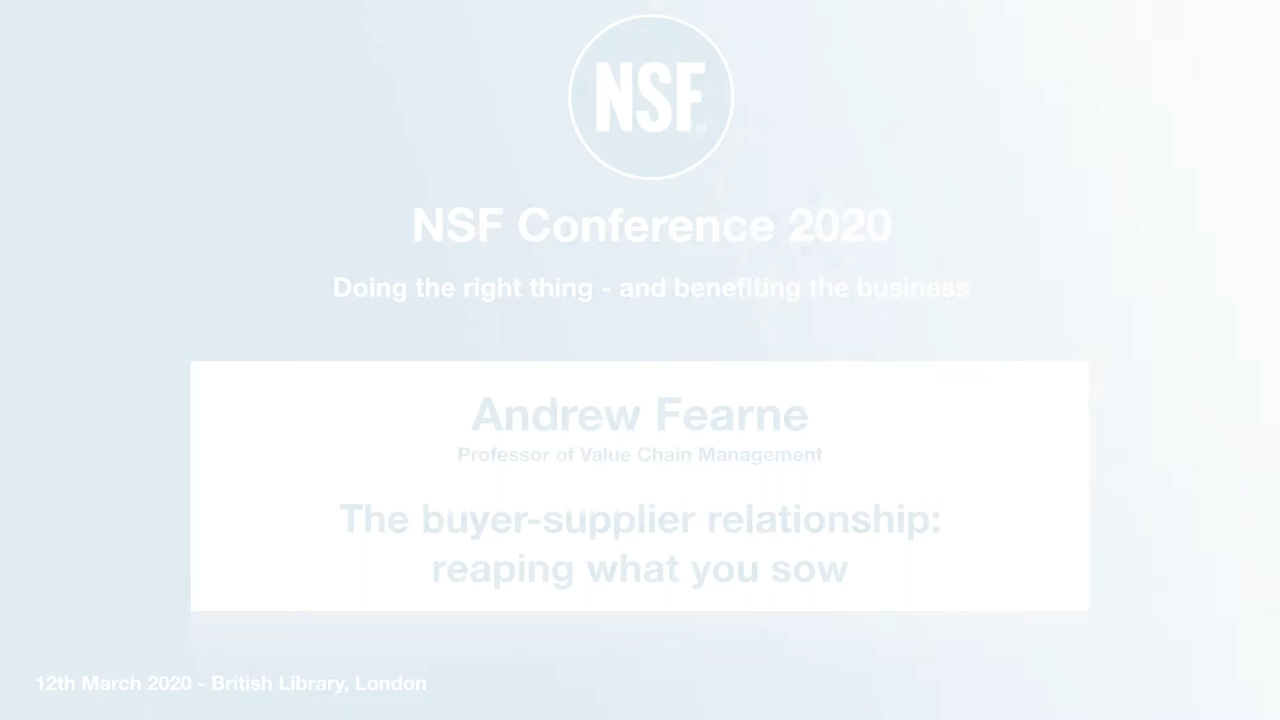 NSF®
NSF Conference 2020
Doing the right thing - and benefiting the business
Andrew Fearne
Professor of Value Chain Management
The buyer-supplier relationship:
reaping what you sow
12th March 2020 - British Library, London